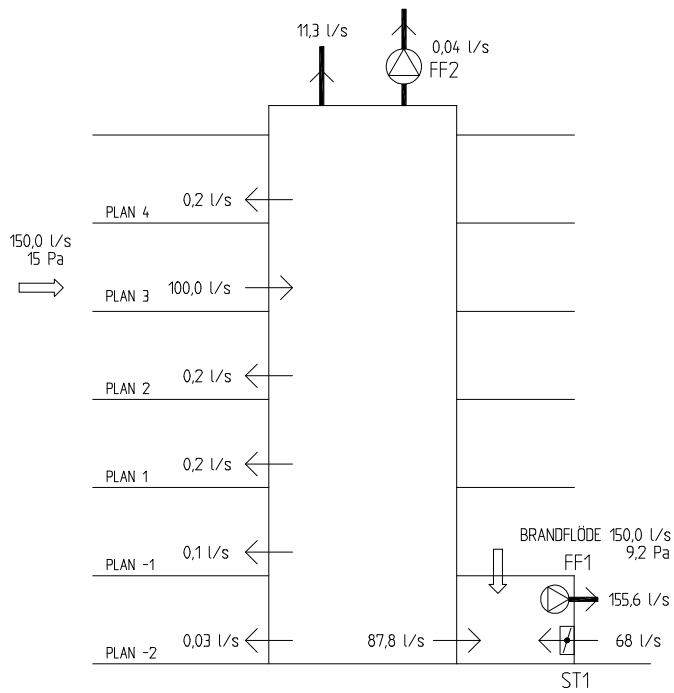 11,3 l/s
0,04 l/s
FF2
0,2 l/s
PLAN 4
150,0 l/s
15 Pa
100,0 l/s
PLAN 3
0,2 l/s
PLAN 2
0,2 l/s
PLAN 1
BRANDFLÖDE 150,0 l/s
9,2 Pa
0,1 l/s
FF1
PLAN -1
155,6 l/s
0,03 l/s
87,8 l/s
68 l/s
PLAN -2
ST1